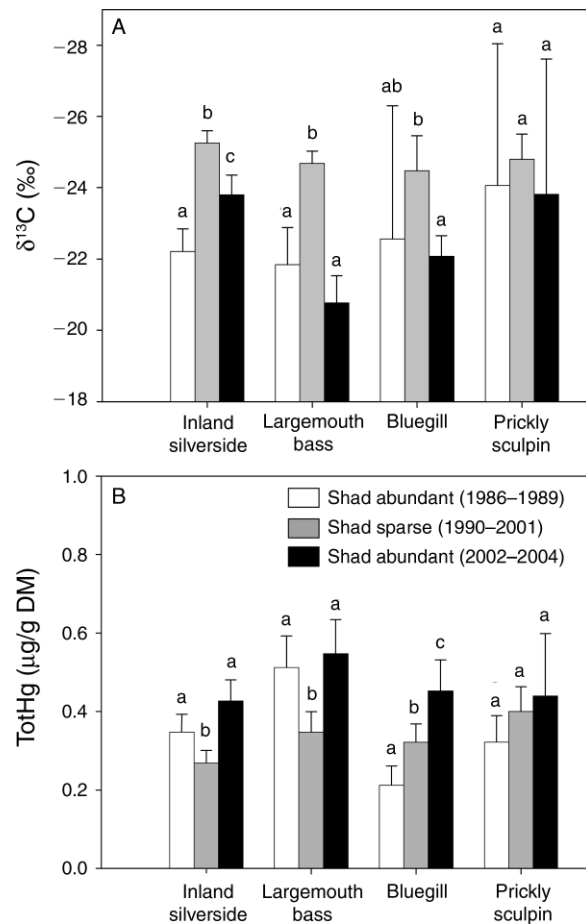 A
δ13C (‰)
−28
−26
−24
−22
−20
−18
a
b
c
a
b
a
ab
b
a
a
a
a
Inland silverside
Largemouth bass
Bluegill
Prickly sculpin
B
TotHg (µg/g DM)
1.0
0.8
0.6
0.4
0.2
0.0
Shad abundant (1986–1989)
Shad sparse (1990–2001)
Shad abundant (2002–2004)
a
b
a
a
b
a
a
b
c
a
a
a
Inland silverside
Largemouth bass
Bluegill
Prickly sculpin